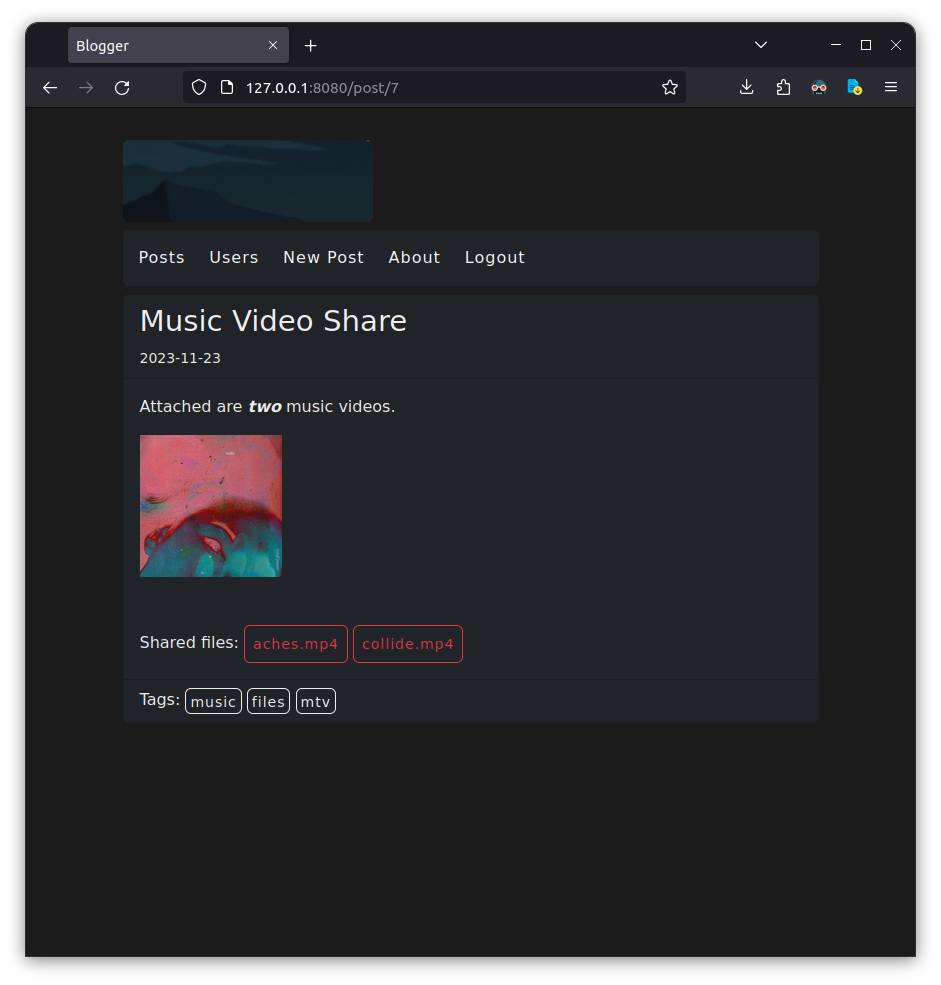 Blogger
127.0.0.1:8080/post/7
Posts Users New Post About Logout
Music Video Share
2023-11-23
Attached are two music videos.
Shared files: aches.mp4 collide.mp4
Tags: music files mtv